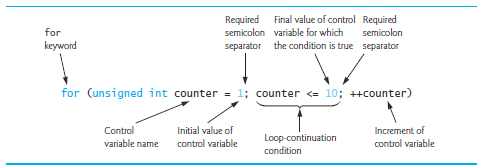 for
keyword
Required
semicolon
separator
Final value of control
variable for which
the condition is true
Required
semicolon
separator
for (unsigned int counter = 1; counter <= 10; ++counter)
Control
variable name
Initial value of
control variable
Loop-continuation
condition
Increment of
control variable